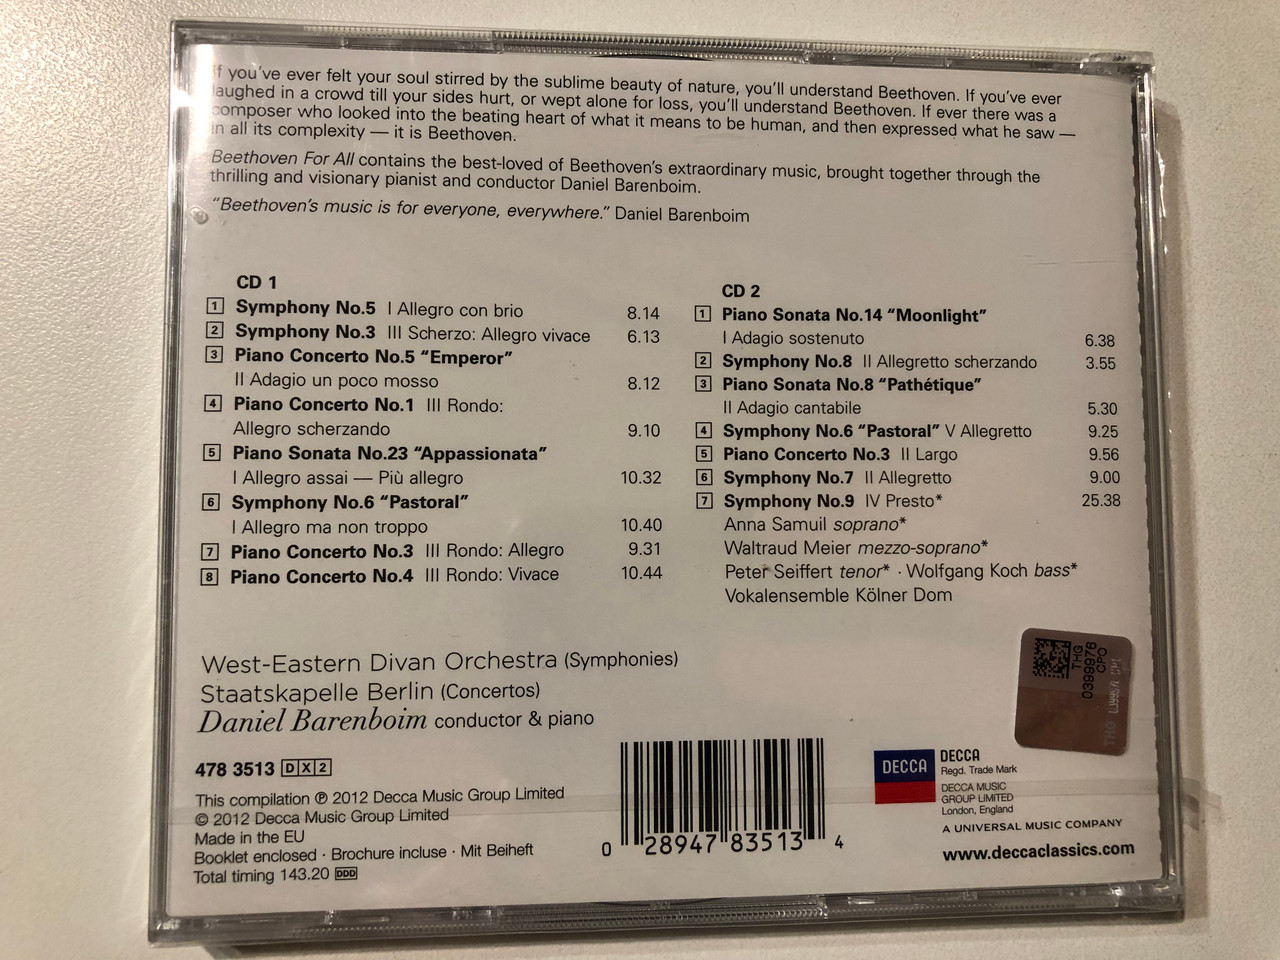 If you've ever felt your soul stirred by the sublime beauty of nature, you'll understand Beethoven. If you've ever
laughed in a crowd till your sides hurt, or wept alone for loss, you'll understand Beethoven. If ever there was a
composer who looked into the beating heart of what it means to be human, and then expressed what he saw —
in all its complexity — it is Beethoven.
Beethoven For All contains the best-loved of Beethoven's extraordinary music, brought together through the
thrilling and visionary pianist and conductor Daniel Barenboim.
"Beethoven's music is for everyone, everywhere." Daniel Barenboim
CD 1
1 Symphony No.5 I Allegro con brio 8.14
2 Symphony No.3 III Scherzo: Allegro vivace 6.13
3 Piano Concerto No.5 "Emperor"
II Adagio un poco mosso 8.12
4 Piano Concerto No.1 III Rondo:
Allegro scherzando 9.10
5 Piano Sonata No.23 "Appassionata"
I Allegro assai — Più allegro 10.32
6 Symphony No.6 "Pastoral"
I Allegro ma non troppo 10.40
7 Piano Concerto No.3 III Rondo: Allegro 9.31
8 Piano Concerto No.4 III Rondo: Vivace 10.44
CD 2
1 Piano Sonata No.14 "Moonlight"
I Adagio sostenuto 6.38
2 Symphony No.8 II Allegretto scherzando 3.55
3 Piano Sonata No.8 "Pathétique"
II Adagio cantabile 5.30
4 Symphony No.6 "Pastoral" V Allegretto 9.25
5 Piano Concerto No.3 II Largo 9.56
6 Symphony No.7 II Allegretto 9.00
7 Symphony No.9 IV Presto* 25.38
Anna Samuil soprano*
Waltraud Meier mezzo-soprano*
Peter Seiffert tenor* · Wolfgang Koch bass*
Vokalensemble Kölner Dom
West-Eastern Divan Orchestra (Symphonies)
Staatskapelle Berlin (Concertos)
Daniel Barenboim conductor & piano
478 3513 DX2
This compilation ℗ 2012 Decca Music Group Limited
© 2012 Decca Music Group Limited
Made in the EU
Booklet enclosed · Brochure incluse · Mit Beiheft
Total timing 143.20 DDD
0 28947 83513 4
DECCA
DECCA
Regd. Trade Mark
DECCA MUSIC
GROUP LIMITED
London, England
A UNIVERSAL MUSIC COMPANY
www.deccaclassics.com
THG
0399976
CPO